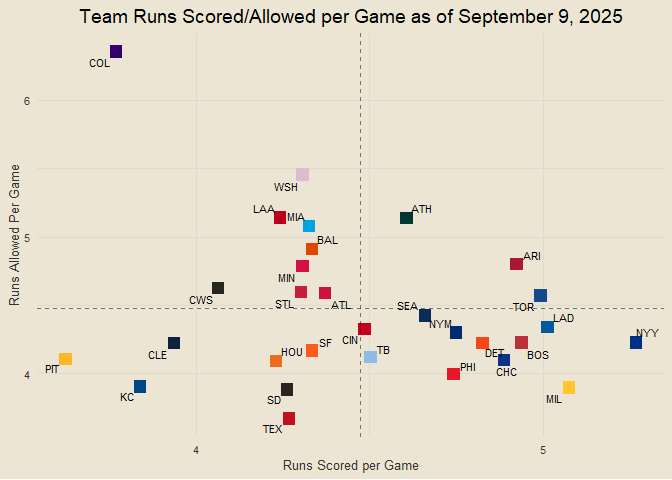 Team Runs Scored/Allowed per Game as of September 9, 2025
COL
6
WSH
LAA
MIA
ATH
BAL
5
ARI
MIN
CWS
STL
ATL
TOR
SEA
NYM
LAD
CIN
NYY
CLE
HOU
SF
TB
DET
BOS
4
PIT
PHI
CHC
KC
SD
MIL
TEX
4
5
Runs Scored per Game
Runs Allowed Per Game